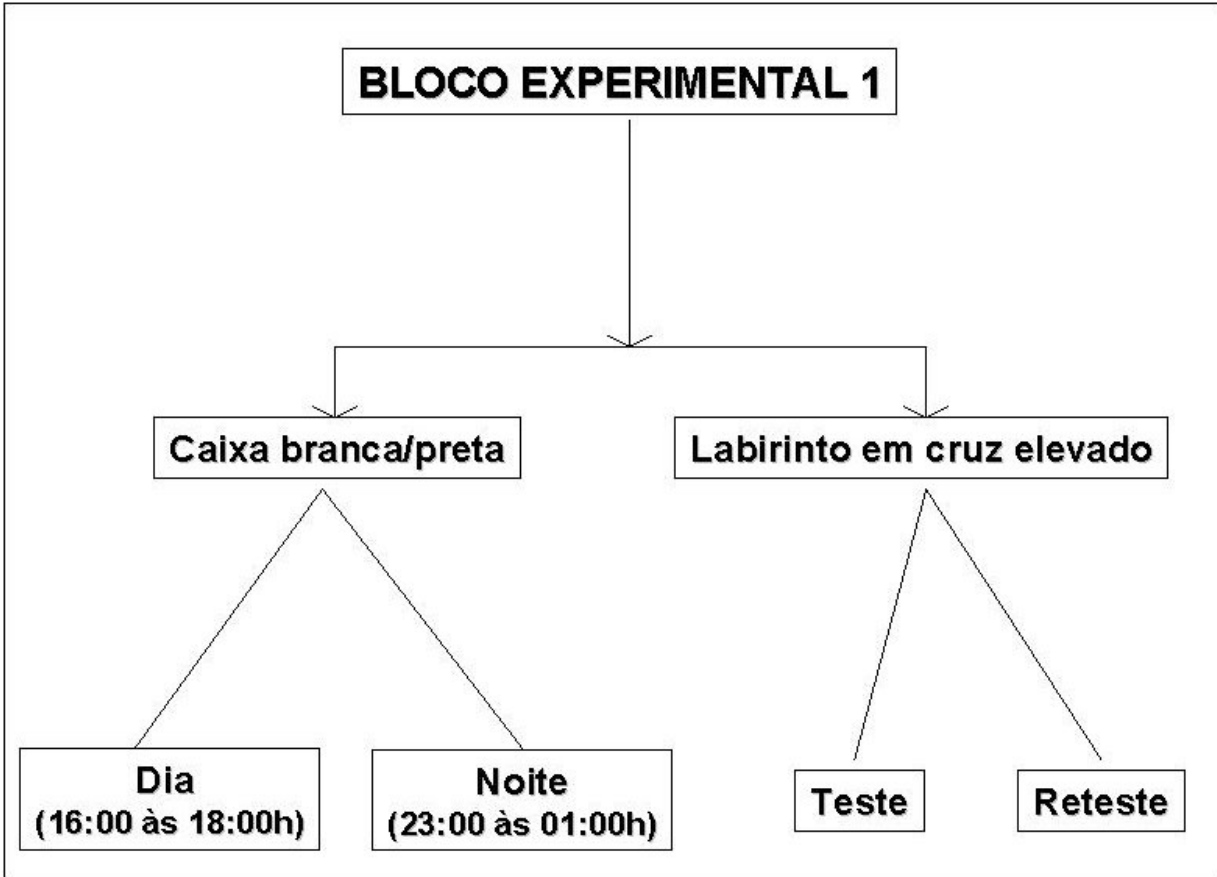 BLOCO EXPERIMENTAL 1
Caixa branca/preta
Labirinto em cruz elevado
Dia
(16:00 às 18:00h)
Noite
(23:00 às 01:00h)
Teste
Reteste